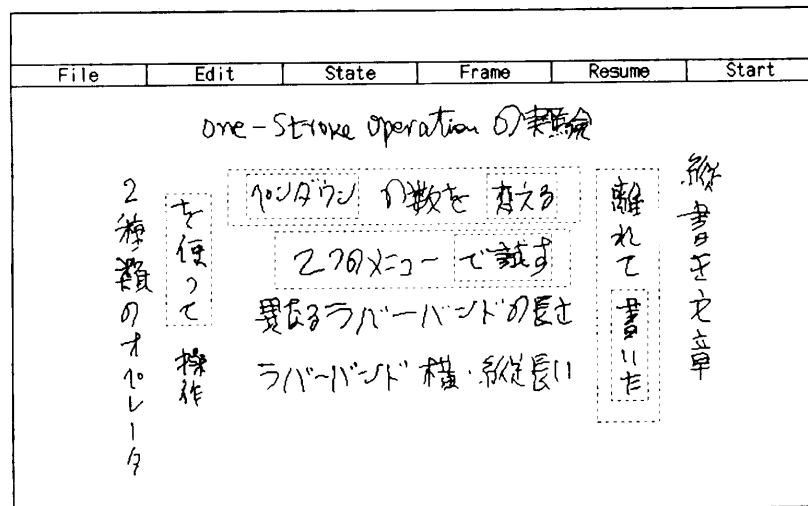 File Edit State Frame Resume Start
one-Stroke operation の実験
ペンダウン の数を 変える
2つのメニュー で試す
異なるラバーバンドの長さ
ラバーバンド 横・縦長い
縦書き文章
離れて 書いた
を使って 操作
2種類のオペレータ